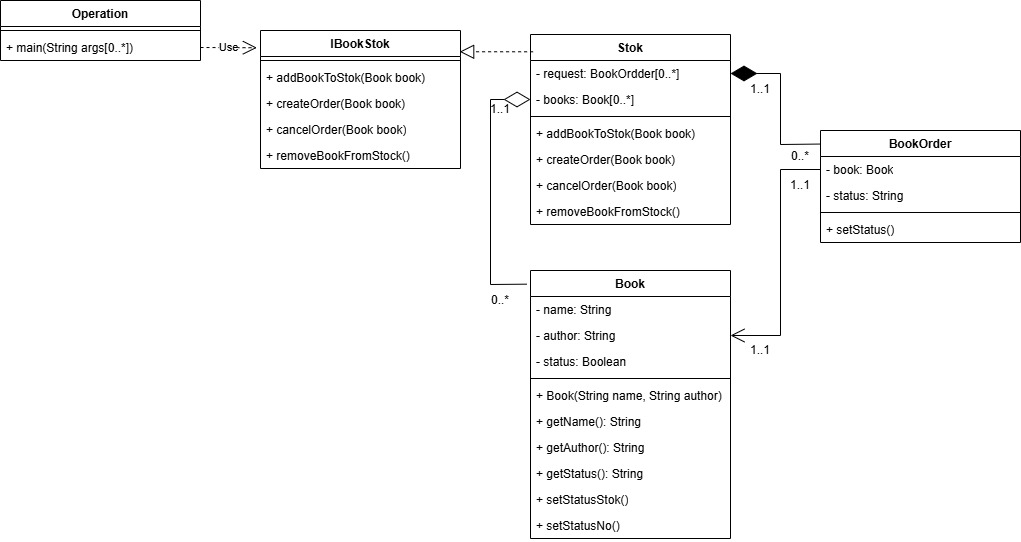 Operation
+ main(String args[0..*])
Use
IBookStok
+ addBookToStok(Book book)
+ createOrder(Book book)
+ cancelOrder(Book book)
+ removeBookFromStock()
Stok
- request: BookOrdder[0..*]
- books: Book[0..*]
+ addBookToStok(Book book)
+ createOrder(Book book)
+ cancelOrder(Book book)
+ removeBookFromStock()
1..1
1..1
0..*
BookOrder
- book: Book
- status: String
+ setStatus()
1..1
0..*
Book
- name: String
- author: String
- status: Boolean
+ Book(String name, String author)
+ getName(): String
+ getAuthor(): String
+ getStatus(): String
+ setStatusStok()
+ setStatusNo()
1..1